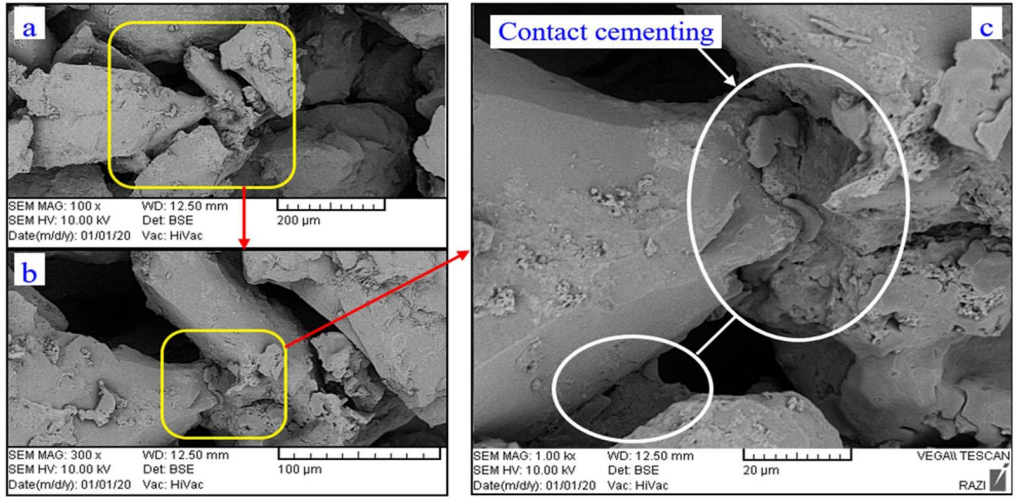 a
SEM MAG: 100 x WD: 12.50 mm
SEM HV: 10.00 kV Det: BSE 200 µm
Date(m/d/y): 01/01/20 Vac: HiVac
b
SEM MAG: 300 x WD: 12.50 mm
SEM HV: 10.00 kV Det: BSE 100 µm
Date(m/d/y): 01/01/20 Vac: HiVac
Contact cementing c
SEM MAG: 1.00 kx WD: 12.50 mm VEGA\\ TESCAN
SEM HV: 10.00 kV Det: BSE 20 µm
Date(m/d/y): 01/01/20 Vac: HiVac RAZI